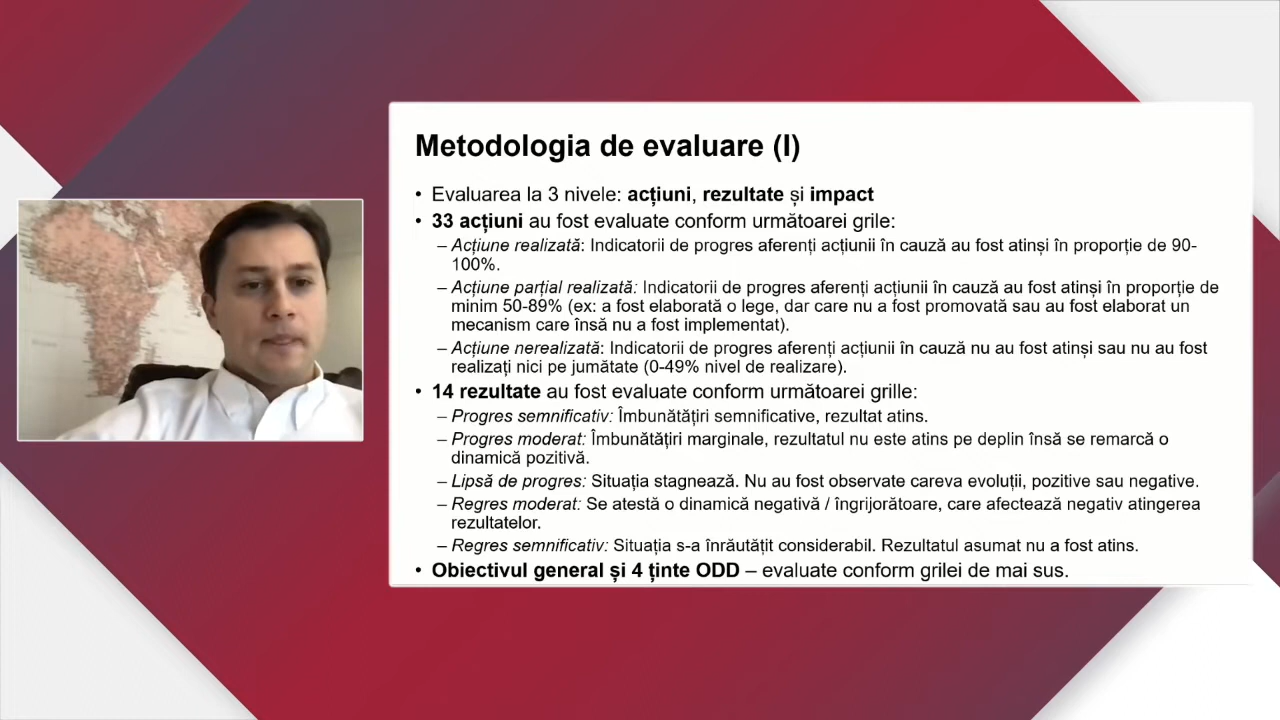 Metodologia de evaluare (I)
• Evaluarea la 3 nivele: acțiuni, rezultate și impact
• 33 acțiuni au fost evaluate conform următoarei grile:
– Acțiune realizată: Indicatorii de progres aferenți acțiunii în cauză au fost atinși în proporție de 90-
100%.
– Acțiune parțial realizată: Indicatorii de progres aferenți acțiunii în cauză au fost atinși în proporție de
minim 50-89% (ex: a fost elaborată o lege, dar care nu a fost promovată sau au fost elaborat un
mecanism care însă nu a fost implementat).
– Acțiune nerealizată: Indicatorii de progres aferenți acțiunii în cauză nu au fost atinși sau nu au fost
realizați nici pe jumătate (0-49% nivel de realizare).
• 14 rezultate au fost evaluate conform următoarei grille:
– Progres semnificativ: Îmbunătățiri semnificative, rezultat atins.
– Progres moderat: Îmbunătățiri marginale, rezultatul nu este atins pe deplin însă se remarcă o
dinamică pozitivă.
– Lipsă de progres: Situația stagnează. Nu au fost observate careva evoluții, pozitive sau negative.
– Regres moderat: Se atestă o dinamică negativă / îngrijorătoare, care afectează negativ atingerea
rezultatelor.
– Regres semnificativ: Situația s-a înrăutățit considerabil. Rezultatul asumat nu a fost atins.
• Obiectivul general și 4 ținte ODD – evaluate conform grilei de mai sus.